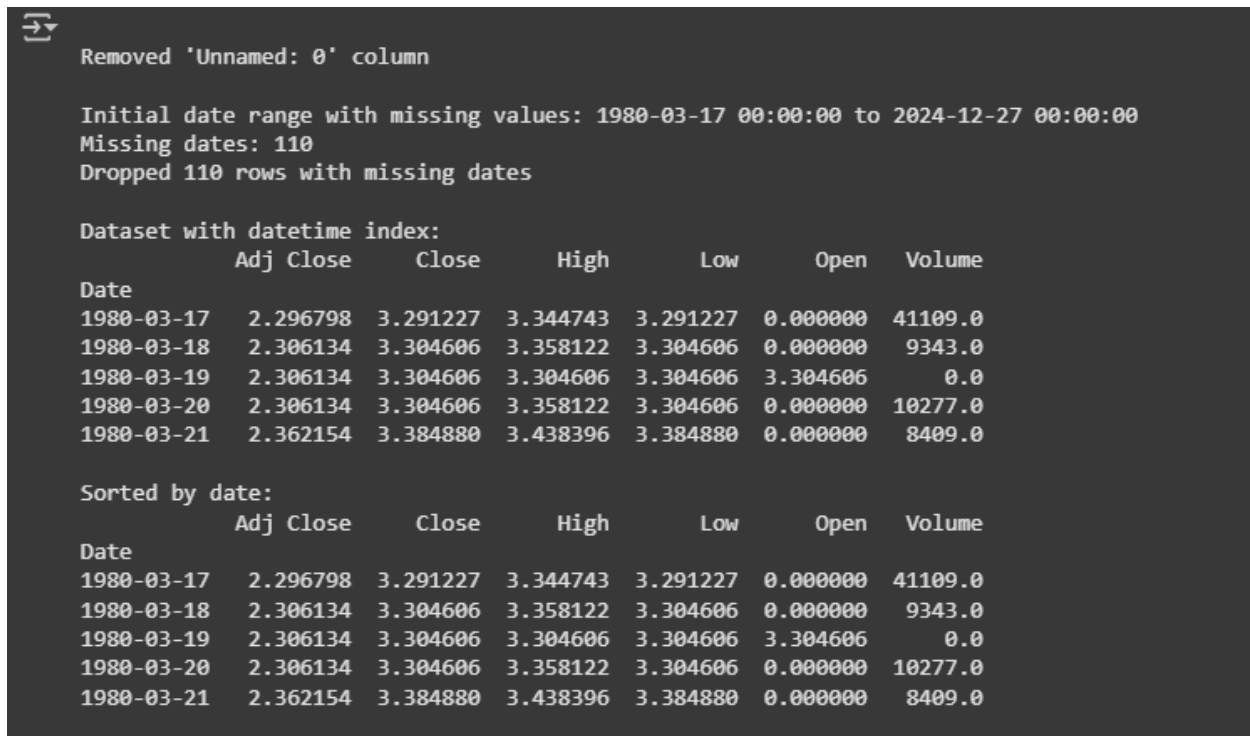 Removed 'Unnamed: 0' column
Initial date range with missing values: 1980-03-17 00:00:00 to 2024-12-27 00:00:00
Missing dates: 110
Dropped 110 rows with missing dates
Dataset with datetime index:
Adj Close Close High Low Open Volume
Date
1980-03-17 2.296798 3.291227 3.344743 3.291227 0.000000 41109.0
1980-03-18 2.306134 3.304606 3.358122 3.304606 0.000000 9343.0
1980-03-19 2.306134 3.304606 3.304606 3.304606 3.304606 0.0
1980-03-20 2.306134 3.304606 3.358122 3.304606 0.000000 10277.0
1980-03-21 2.362154 3.384880 3.438396 3.384880 0.000000 8409.0
Sorted by date:
Adj Close Close High Low Open Volume
Date
1980-03-17 2.296798 3.291227 3.344743 3.291227 0.000000 41109.0
1980-03-18 2.306134 3.304606 3.358122 3.304606 0.000000 9343.0
1980-03-19 2.306134 3.304606 3.304606 3.304606 3.304606 0.0
1980-03-20 2.306134 3.304606 3.358122 3.304606 0.000000 10277.0
1980-03-21 2.362154 3.384880 3.438396 3.384880 0.000000 8409.0